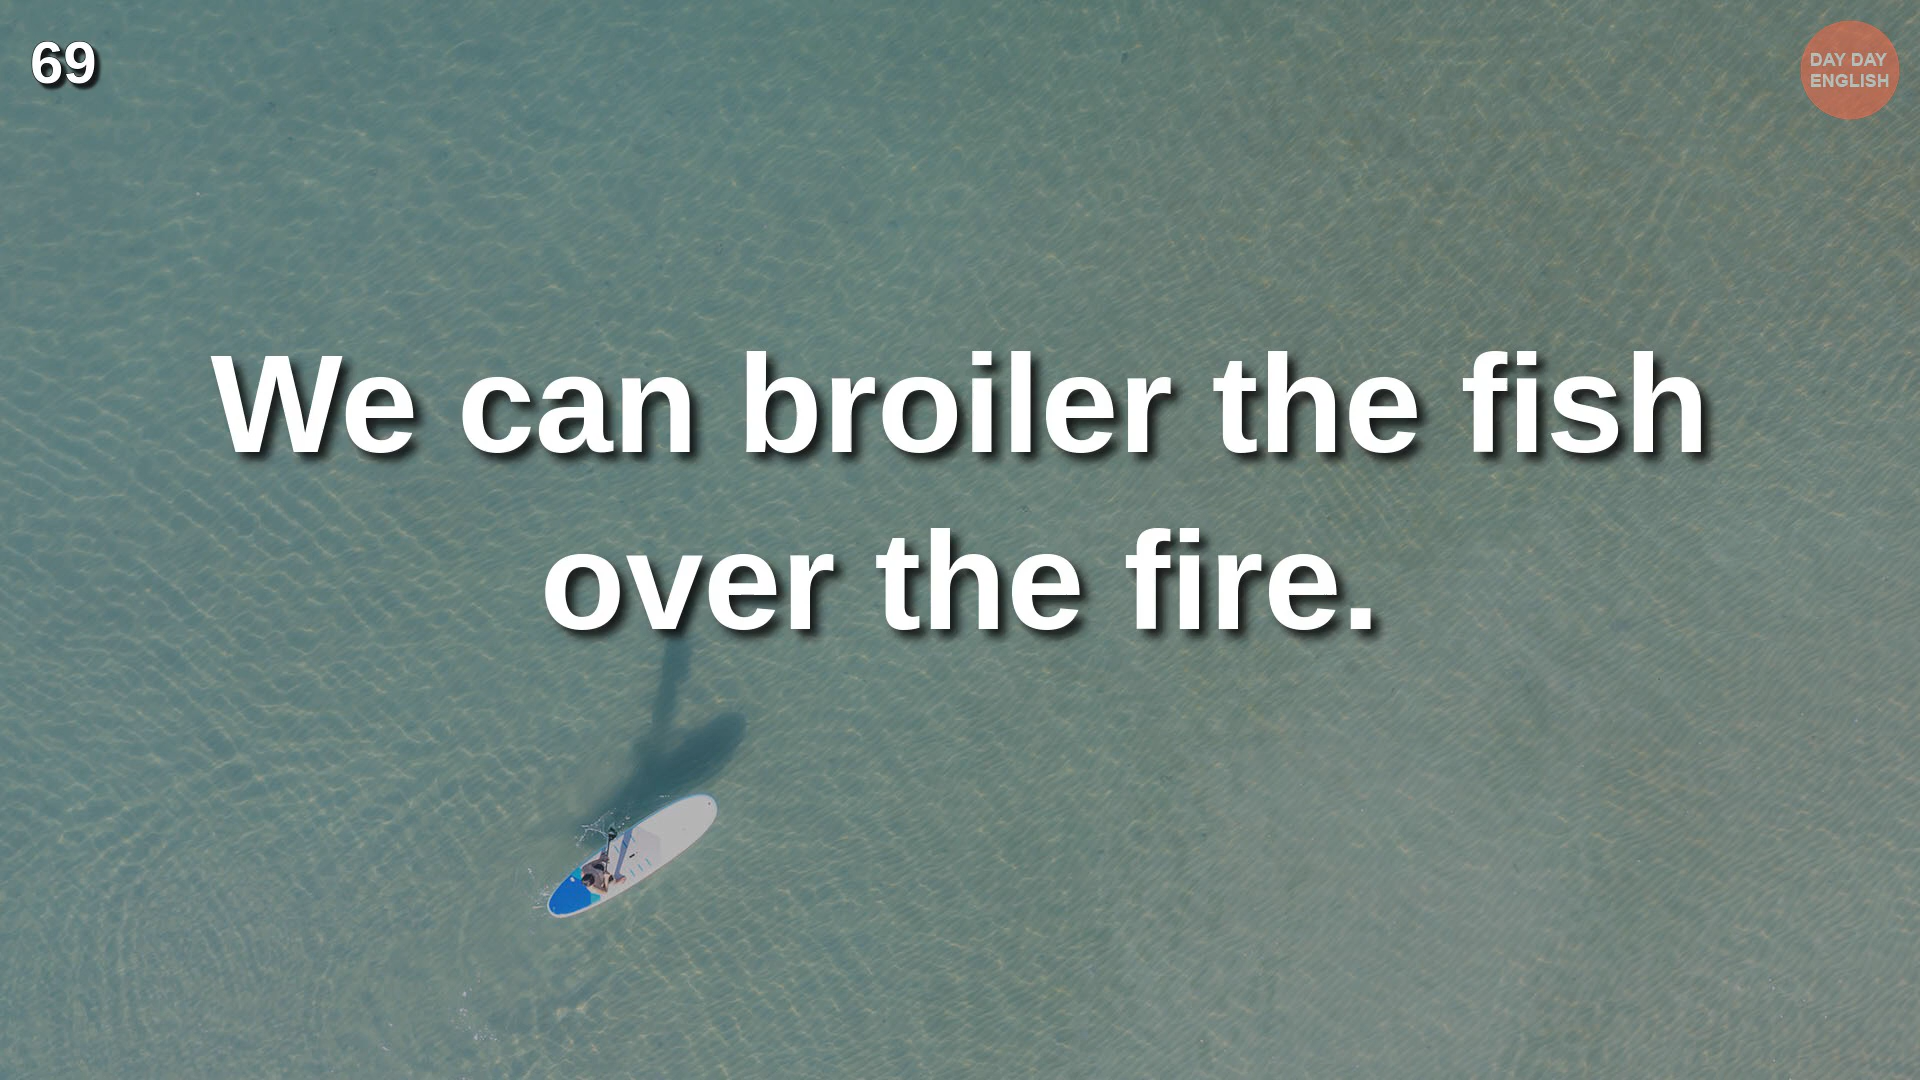 69
DAY DAY
ENGLISH
We can broiler the fish
over the fire.